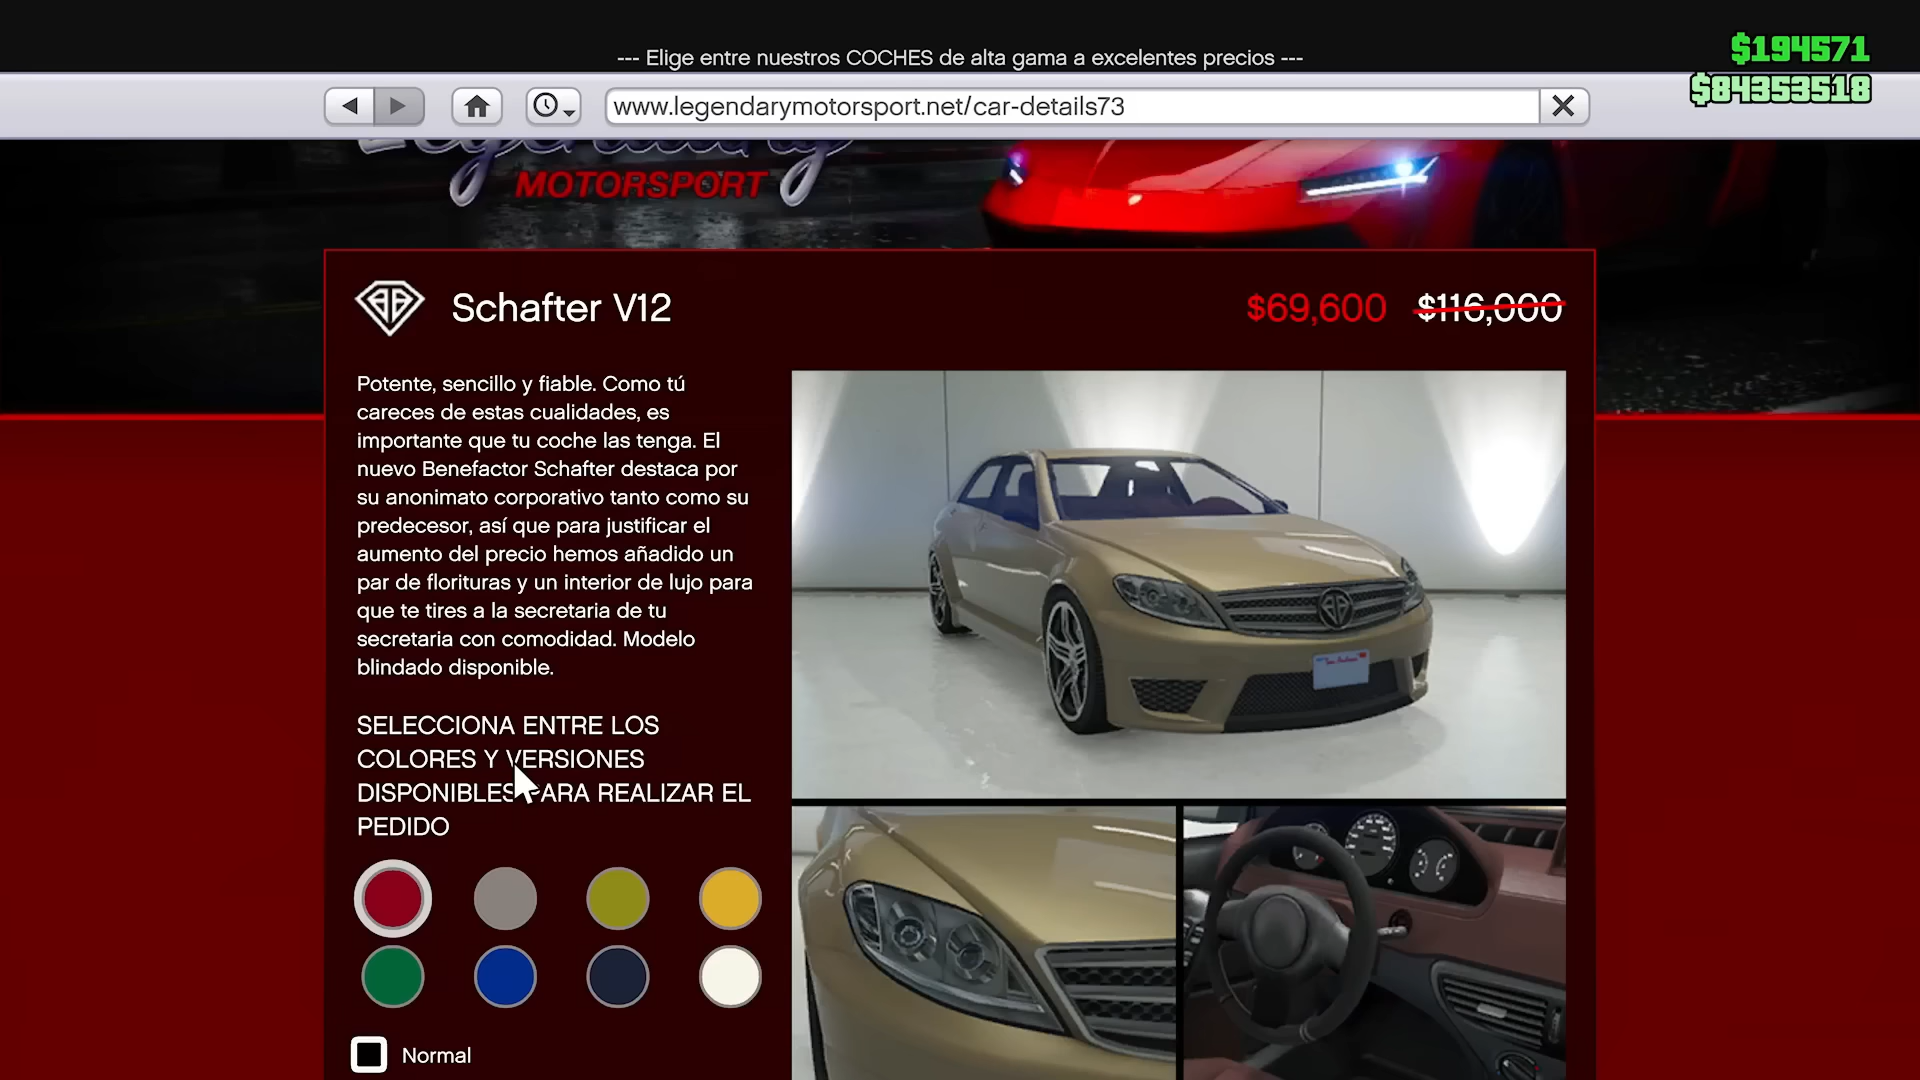 --- Elige entre nuestros COCHES de alta gama a excelentes precios ---
$194571
$84353518
www.legendarymotorsport.net/car-details73
Legendary
MOTORSPORT
Schafter V12
$69,600 $116,000
Potente, sencillo y fiable. Como tú
careces de estas cualidades, es
importante que tu coche las tenga. El
nuevo Benefactor Schafter destaca por
su anonimato corporativo tanto como su
predecesor, así que para justificar el
aumento del precio hemos añadido un
par de florituras y un interior de lujo para
que te tires a la secretaria de tu
secretaria con comodidad. Modelo
blindado disponible.
SELECCIONA ENTRE LOS
COLORES Y VERSIONES
DISPONIBLES PARA REALIZAR EL
PEDIDO
Normal